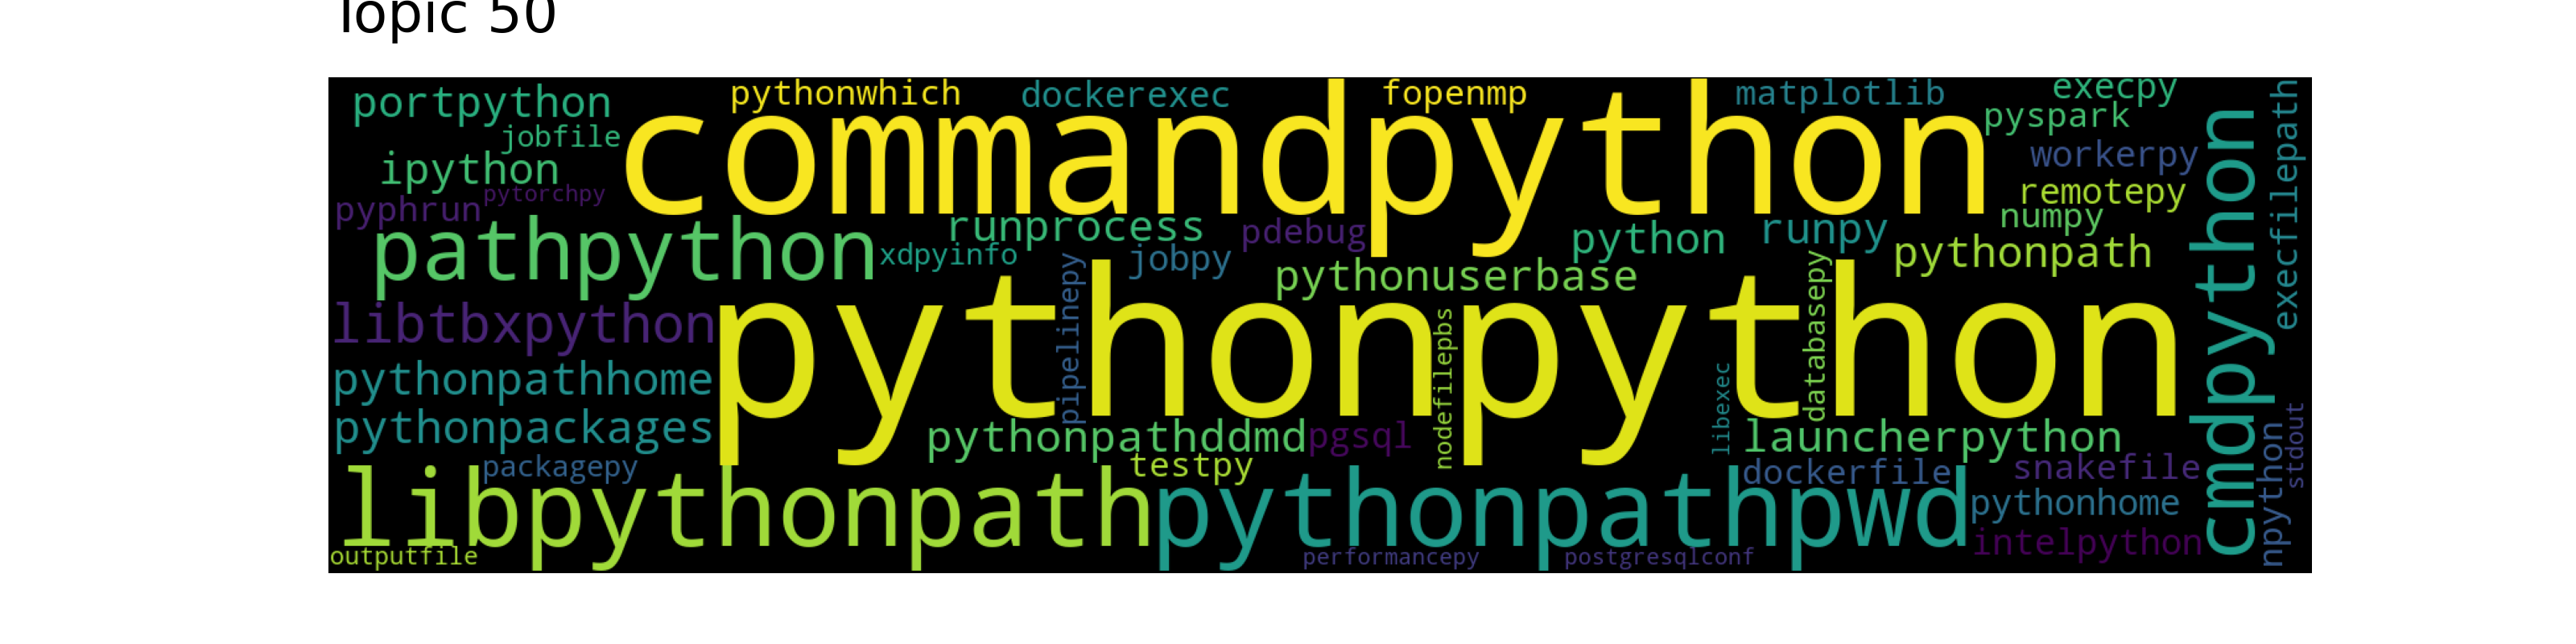 Topic 50
portpython
pythonwhich
dockerexec
fopenmp
matplotlib
execpy
jobfile
commandpython
pyspark
ipython
workerpy
pytorchpy
remotepy
pyphrun
numpy
pathpython
runprocess
xdpyinfo
jobpy
pdebug
python
runpy
pythonpath
pythonuserbase
cmdpython
execfilepath
libtbxpython
pythonpython
pipelinepy
nodefilepbs
databasepy
libexec
pythonpathhome
pythonpackages
pythonpathddmd
pgsql
launcherpython
packagepy
testpy
dockerfile
snakefile
stdout
libpythonpath
pythonpathpwd
pythonhome
npython
intelpython
outputfile
performancepy
postgresqlconf